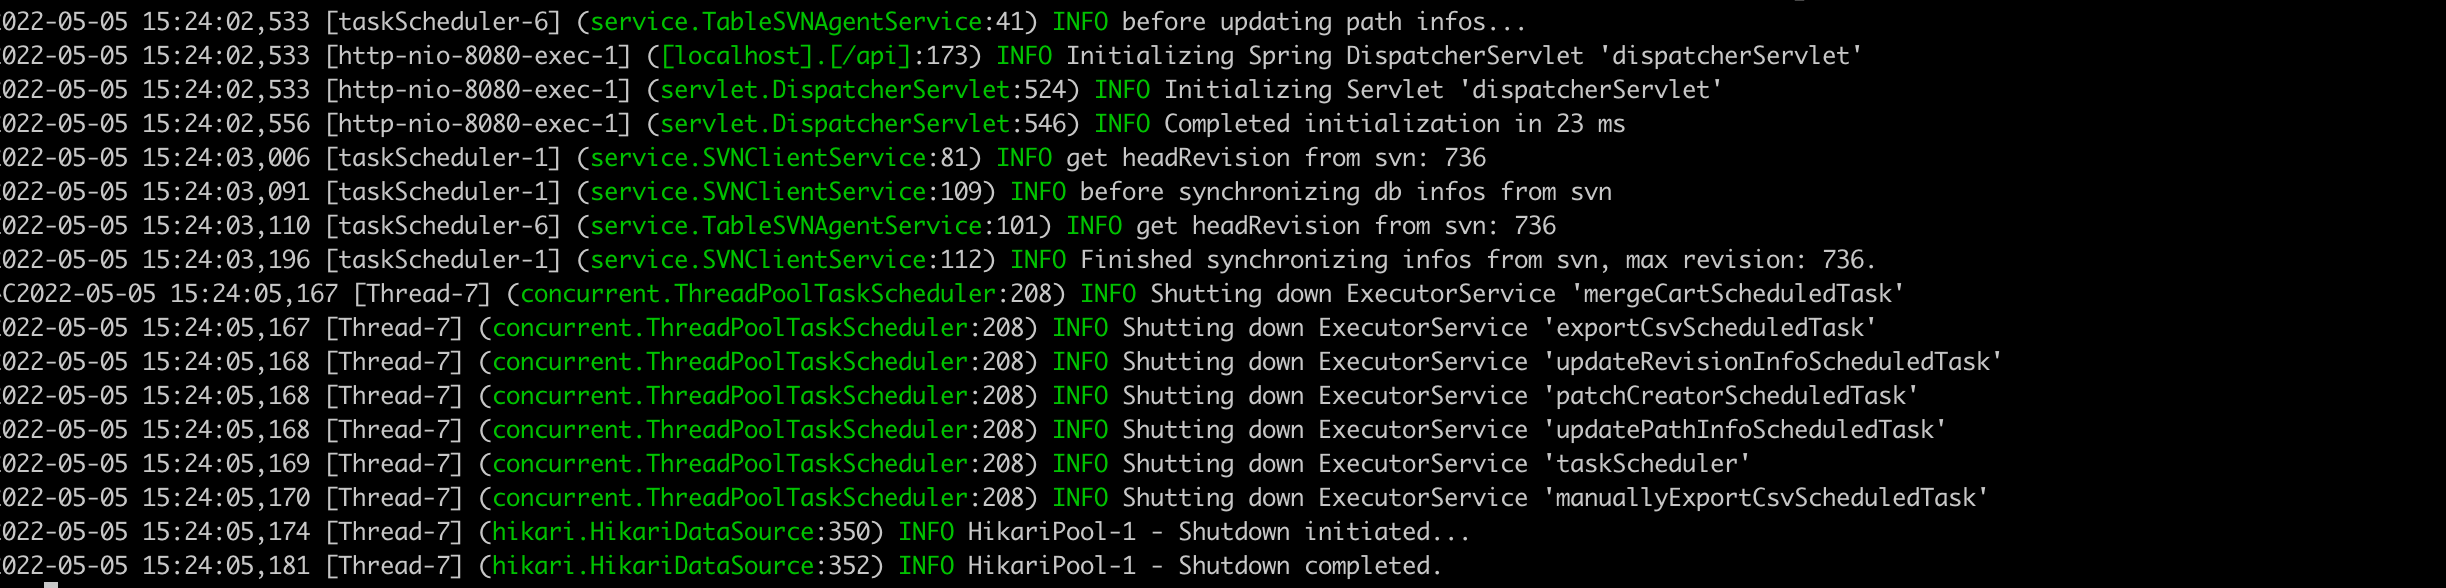 022-05-05 15:24:02,533 [taskScheduler-6] (service.TableSVNAgentService:41) INFO before updating path infos...
022-05-05 15:24:02,533 [http-nio-8080-exec-1] ([localhost].[/api]:173) INFO Initializing Spring DispatcherServlet 'dispatcherServlet'
022-05-05 15:24:02,533 [http-nio-8080-exec-1] (servlet.DispatcherServlet:524) INFO Initializing Servlet 'dispatcherServlet'
022-05-05 15:24:02,556 [http-nio-8080-exec-1] (servlet.DispatcherServlet:546) INFO Completed initialization in 23 ms
022-05-05 15:24:03,006 [taskScheduler-1] (service.SVNClientService:81) INFO get headRevision from svn: 736
022-05-05 15:24:03,091 [taskScheduler-1] (service.SVNClientService:109) INFO before synchronizing db infos from svn
022-05-05 15:24:03,110 [taskScheduler-6] (service.TableSVNAgentService:101) INFO get headRevision from svn: 736
022-05-05 15:24:03,196 [taskScheduler-1] (service.SVNClientService:112) INFO Finished synchronizing infos from svn, max revision: 736.
C2022-05-05 15:24:05,167 [Thread-7] (concurrent.ThreadPoolTaskScheduler:208) INFO Shutting down ExecutorService 'mergeCartScheduledTask'
022-05-05 15:24:05,167 [Thread-7] (concurrent.ThreadPoolTaskScheduler:208) INFO Shutting down ExecutorService 'exportCsvScheduledTask'
022-05-05 15:24:05,168 [Thread-7] (concurrent.ThreadPoolTaskScheduler:208) INFO Shutting down ExecutorService 'updateRevisionInfoScheduledTask'
022-05-05 15:24:05,168 [Thread-7] (concurrent.ThreadPoolTaskScheduler:208) INFO Shutting down ExecutorService 'patchCreatorScheduledTask'
022-05-05 15:24:05,168 [Thread-7] (concurrent.ThreadPoolTaskScheduler:208) INFO Shutting down ExecutorService 'updatePathInfoScheduledTask'
022-05-05 15:24:05,169 [Thread-7] (concurrent.ThreadPoolTaskScheduler:208) INFO Shutting down ExecutorService 'taskScheduler'
022-05-05 15:24:05,170 [Thread-7] (concurrent.ThreadPoolTaskScheduler:208) INFO Shutting down ExecutorService 'manuallyExportCsvScheduledTask'
022-05-05 15:24:05,174 [Thread-7] (hikari.HikariDataSource:350) INFO HikariPool-1 - Shutdown initiated...
022-05-05 15:24:05,181 [Thread-7] (hikari.HikariDataSource:352) INFO HikariPool-1 - Shutdown completed.